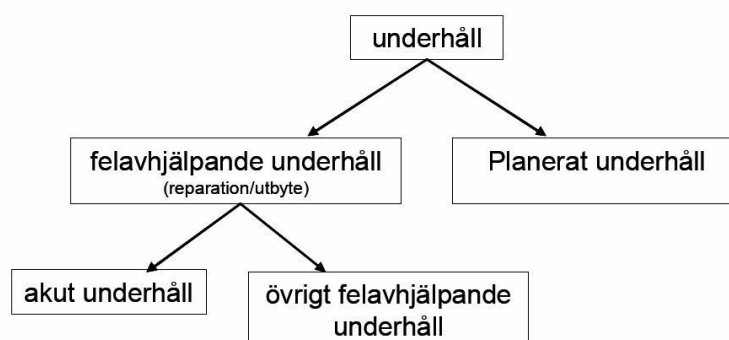 underhåll
felavhjälpande underhåll
(reparation/utbyte)
Planerat underhåll
akut underhåll
övrigt felavhjälpande
underhåll